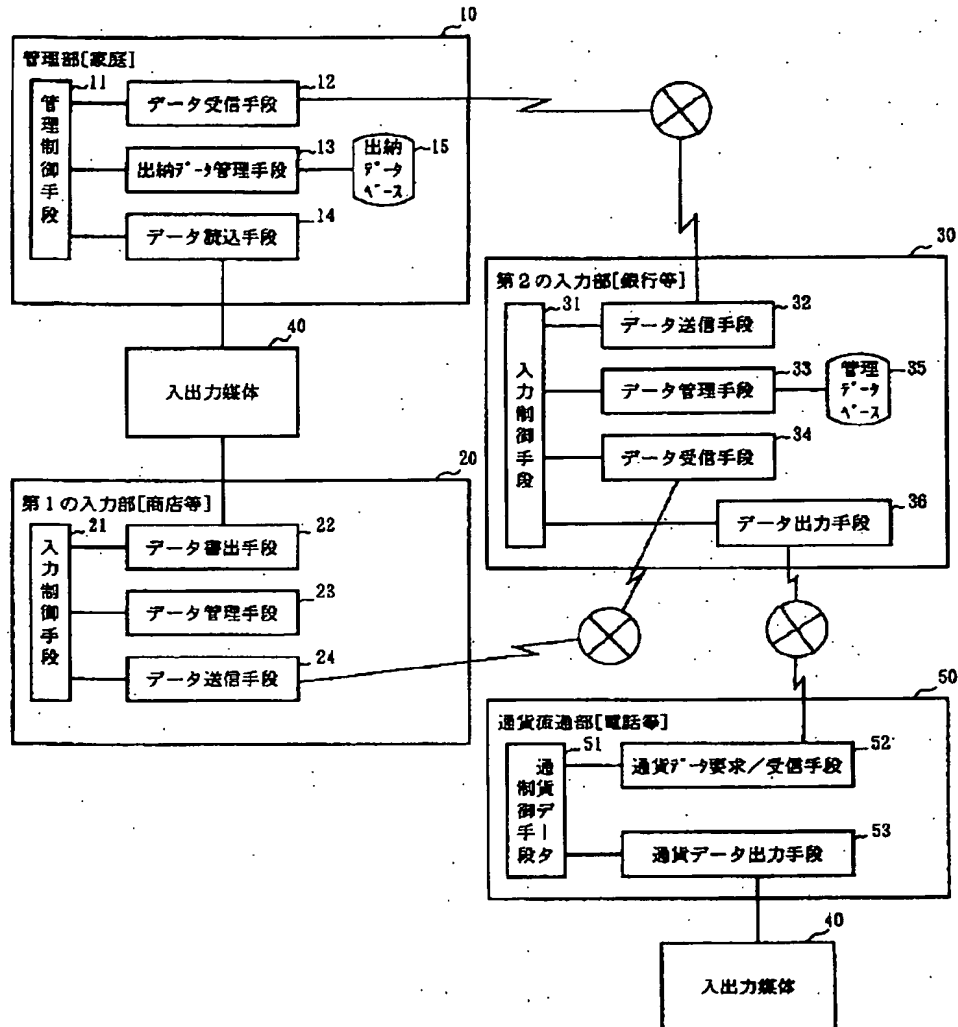 10
管理部[家庭]
11
管理制御手段
12
データ受信手段
13
出納データ管理手段
出納データベース
15
14
データ読込手段
40
入出力媒体
20
第1の入力部[商店等]
21
入力制御手段
22
データ書出手段
23
データ管理手段
24
データ送信手段
30
第2の入力部[銀行等]
31
入力制御手段
32
データ送信手段
33
データ管理手段
管理データベース
35
34
データ受信手段
36
データ出力手段
50
通貨流通部[電話等]
51
通貨データ制御手段
52
通貨データ要求／受信手段
53
通貨データ出力手段
40
入出力媒体